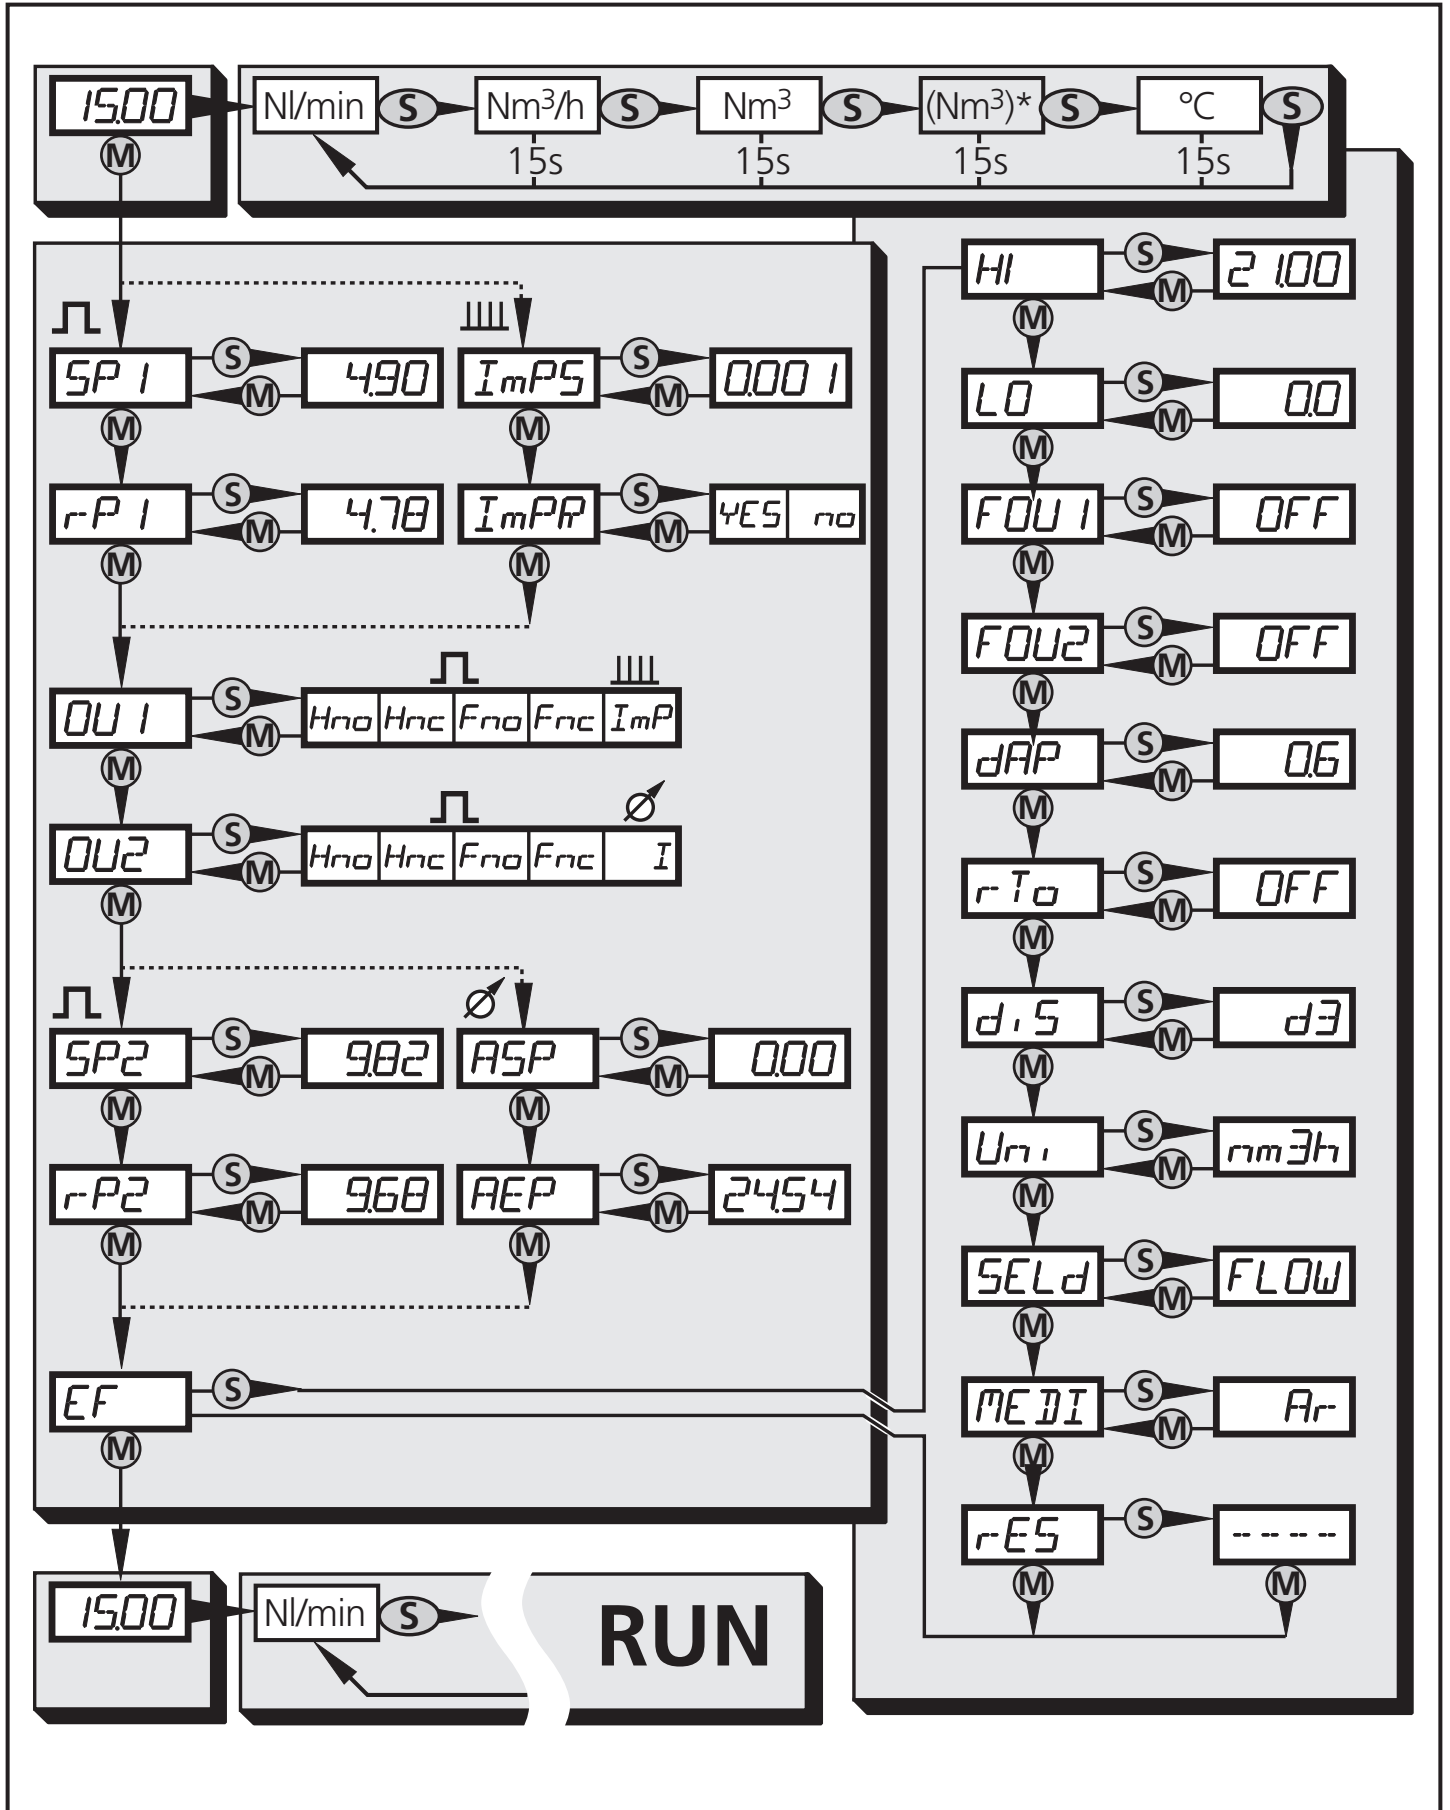 15.00 Nl/min S Nm³/h S Nm³ S (Nm³)* S °C S
M 15s 15s 15s 15s
SP1 S 4.90 ImPS S 0.001
M M
M M
rP1 S 4.78 ImPR S YES no
M M
M M
OU1 S Hno Hnc Fno Fnc ImP
M
M
OU2 S Hno Hnc Fno Fnc I
M
M
SP2 S 9.82 ASP S 0.00
M M
M M
rP2 S 9.68 AEP S 24.54
M M
M M
EF S
M
HI S 21.00
M
M
LO S 0.0
M
M
FOU1 S OFF
M
M
FOU2 S OFF
M
M
dAP S 0.6
M
M
rTo S OFF
M
M
diS S d3
M
M
Uni S nm3h
M
M
SELd S FLOW
M
M
MEDI S Ar
M
M
rES S ----
M M
15.00 Nl/min S RUN